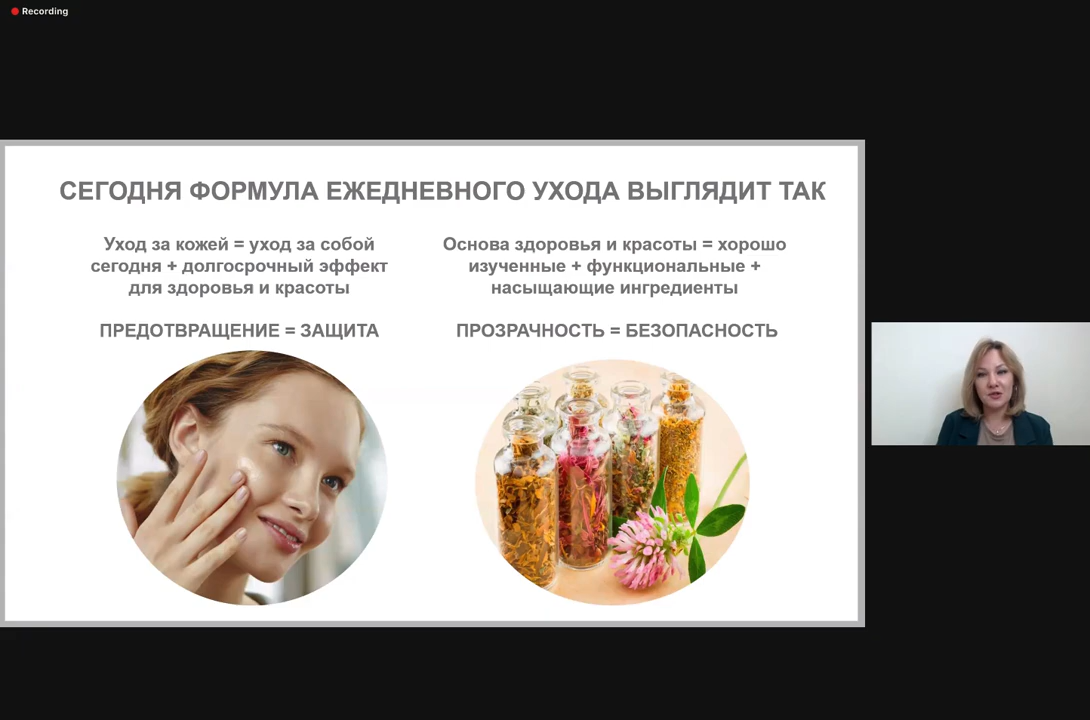 Recording
СЕГОДНЯ ФОРМУЛА ЕЖЕДНЕВНОГО УХОДА ВЫГЛЯДИТ ТАК
Уход за кожей = уход за собой
сегодня + долгосрочный эффект
для здоровья и красоты
ПРЕДОТВРАЩЕНИЕ = ЗАЩИТА
Основа здоровья и красоты = хорошо
изученные + функциональные +
насыщающие ингредиенты
ПРОЗРАЧНОСТЬ = БЕЗОПАСНОСТЬ